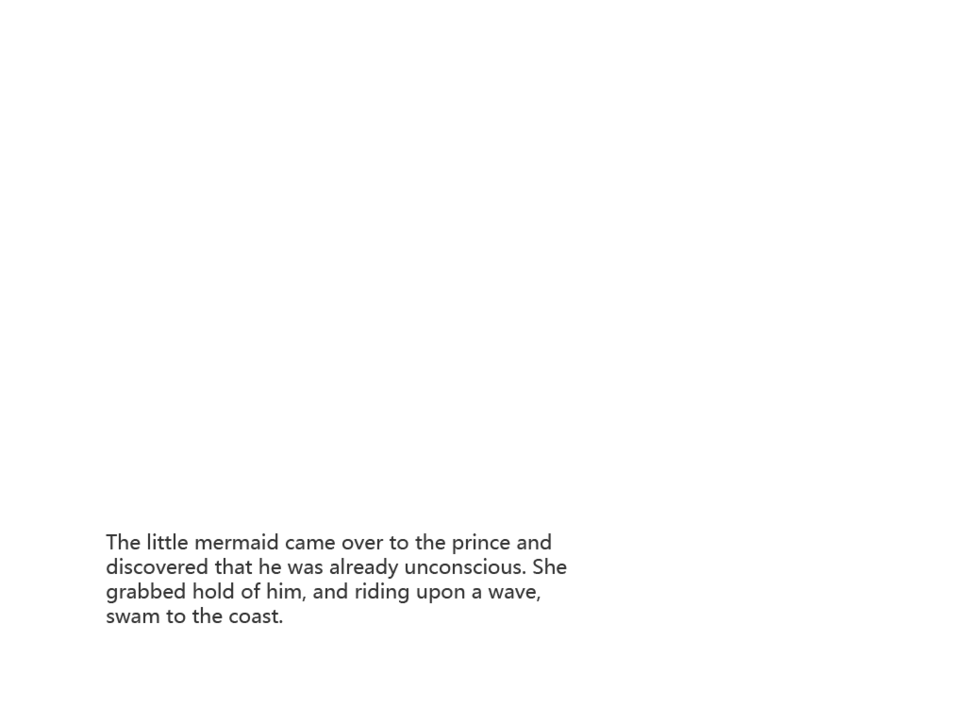 The little mermaid came over to the prince and
discovered that he was already unconscious. She
grabbed hold of him, and riding upon a wave,
swam to the coast.